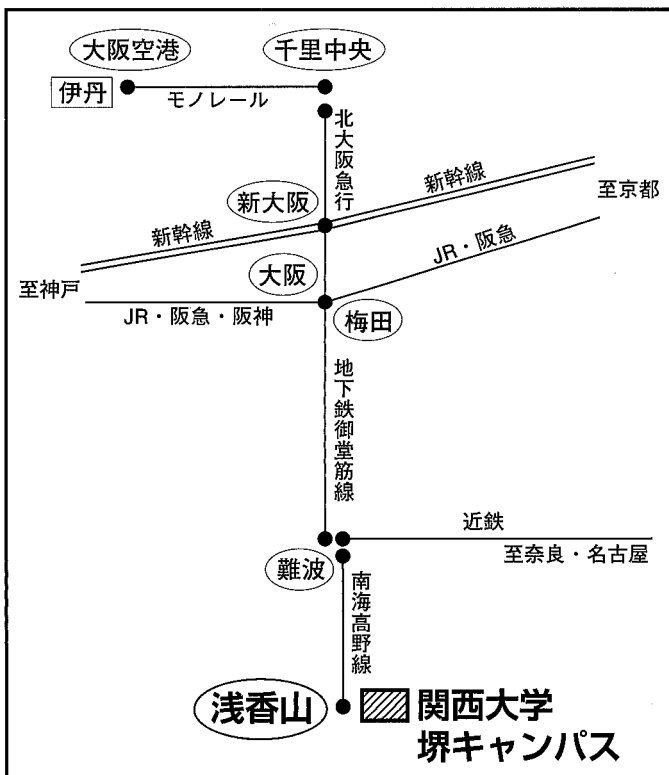 大阪空港
千里中央
伊丹
モノレール
北大阪急行
新幹線
至京都
新大阪
新幹線
JR・阪急
大阪
至神戸
JR・阪急・阪神
梅田
地下鉄御堂筋線
近鉄
至奈良・名古屋
難波
南海高野線
浅香山
関西大学
堺キャンパス